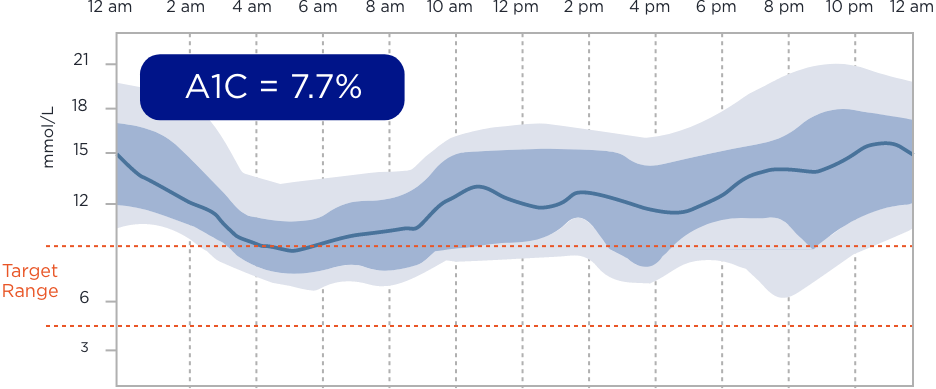 12 am 2 am 4 am 6 am 8 am 10 am 12 pm 2 pm 4 pm 6 pm 8 pm 10 pm 12 am
A1C = 7.7%
mmol/L
21
18
15
12
Target
Range
6
3